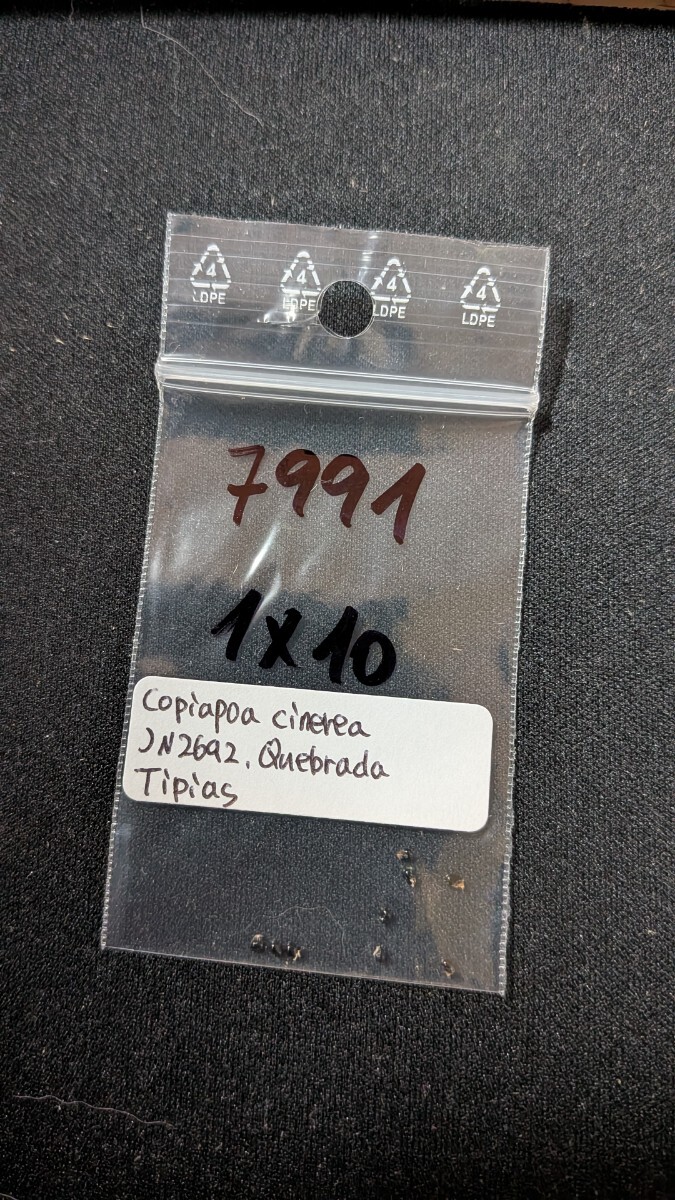 4 4 4 4
LDPE LDPE LDPE LDPE
7991
1x10
Copiapoa cinerea
JN2692. Quebrada
Tipias